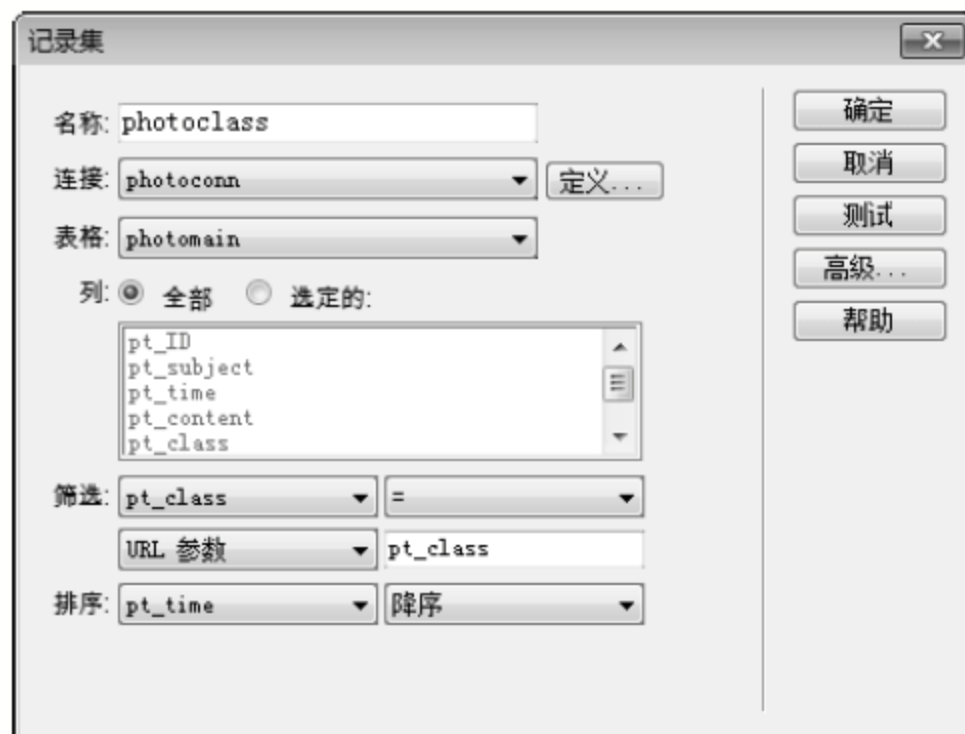 记录集
名称: photoclass
连接: photoconn 定义...
表格: photomain
列: 全部 选定的:
pt_ID
pt_subject
pt_time
pt_content
pt_class
筛选: pt_class =
URL 参数 pt_class
排序: pt_time 降序
确定
取消
测试
高级...
帮助